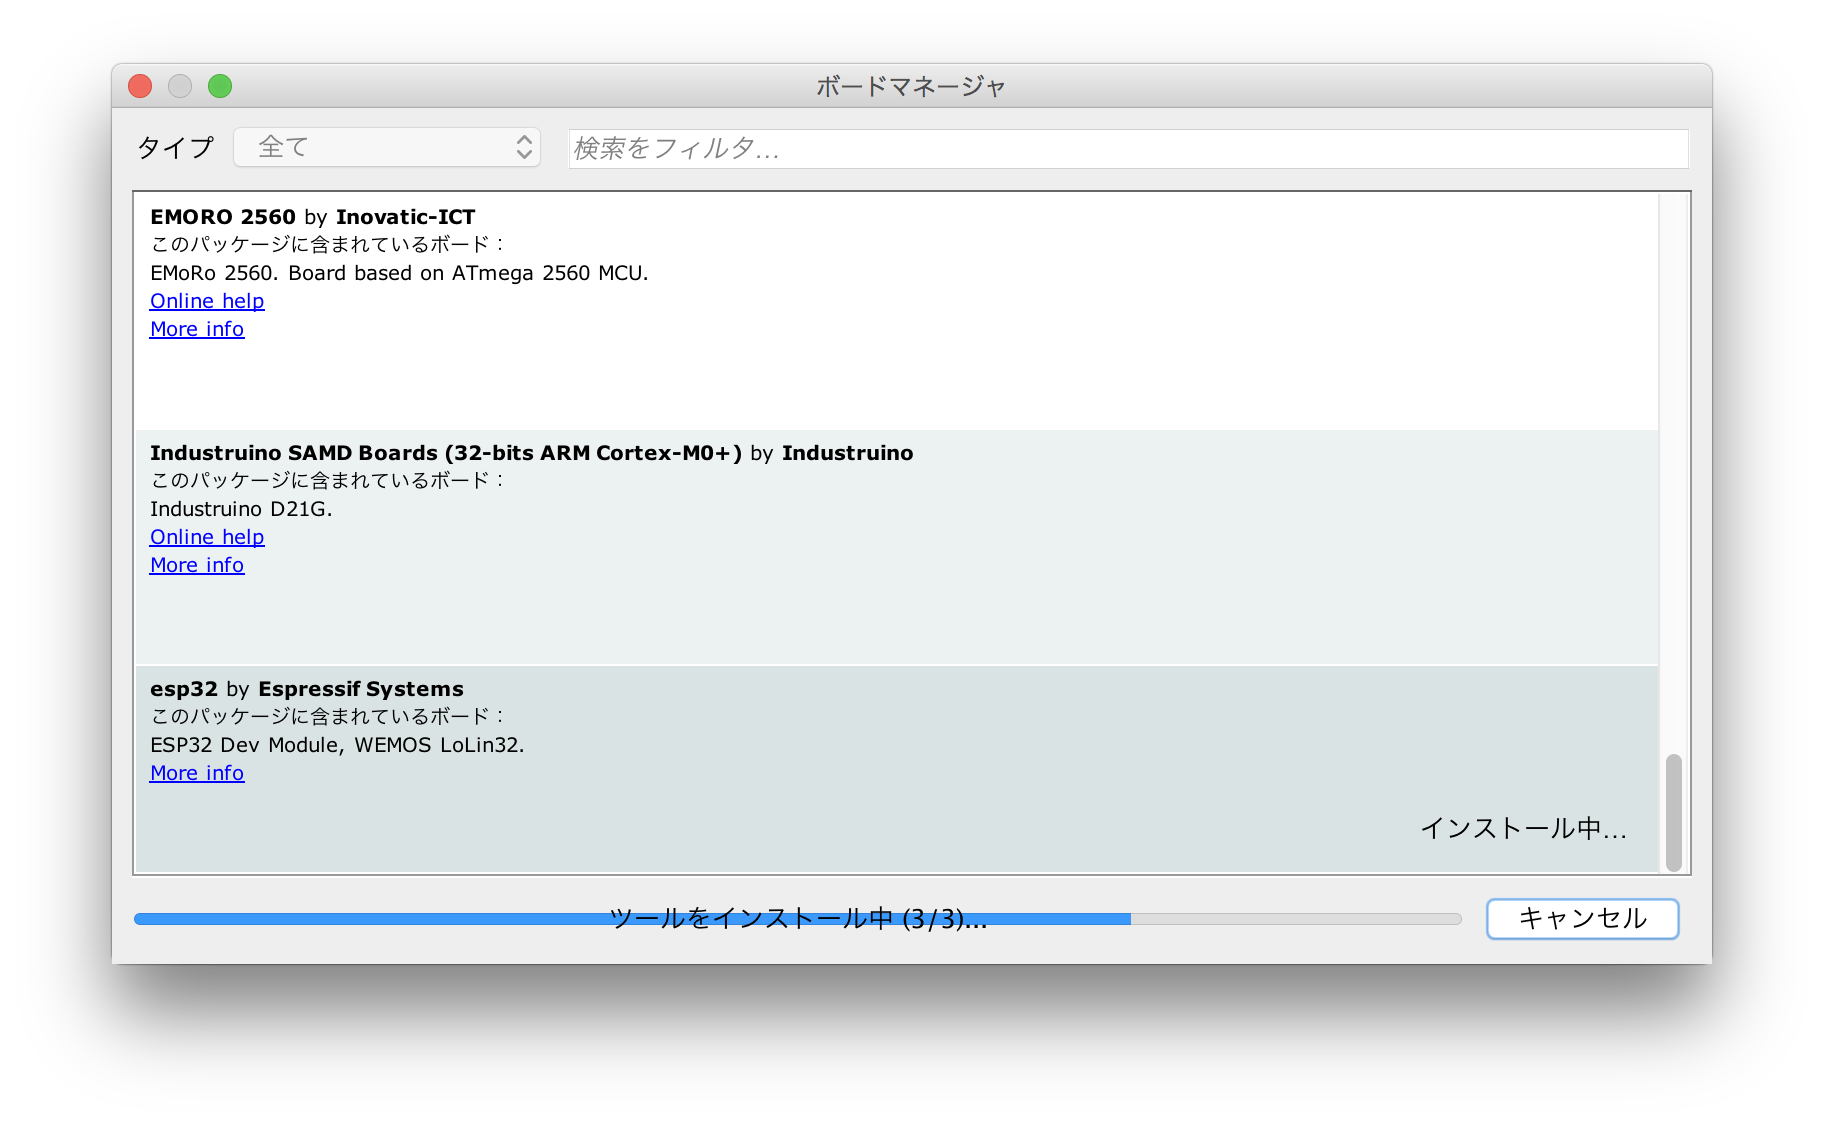 ボードマネージャ
タイプ 全て 検索をフィルタ...
EMORO 2560 by Inovatic-ICT
このパッケージに含まれているボード：
EMoRo 2560. Board based on ATmega 2560 MCU.
Online help
More info
Industruino SAMD Boards (32-bits ARM Cortex-M0+) by Industruino
このパッケージに含まれているボード：
Industruino D21G.
Online help
More info
esp32 by Espressif Systems
このパッケージに含まれているボード：
ESP32 Dev Module, WEMOS LoLin32.
More info
インストール中...
ツールをインストール中 (3/3)... キャンセル